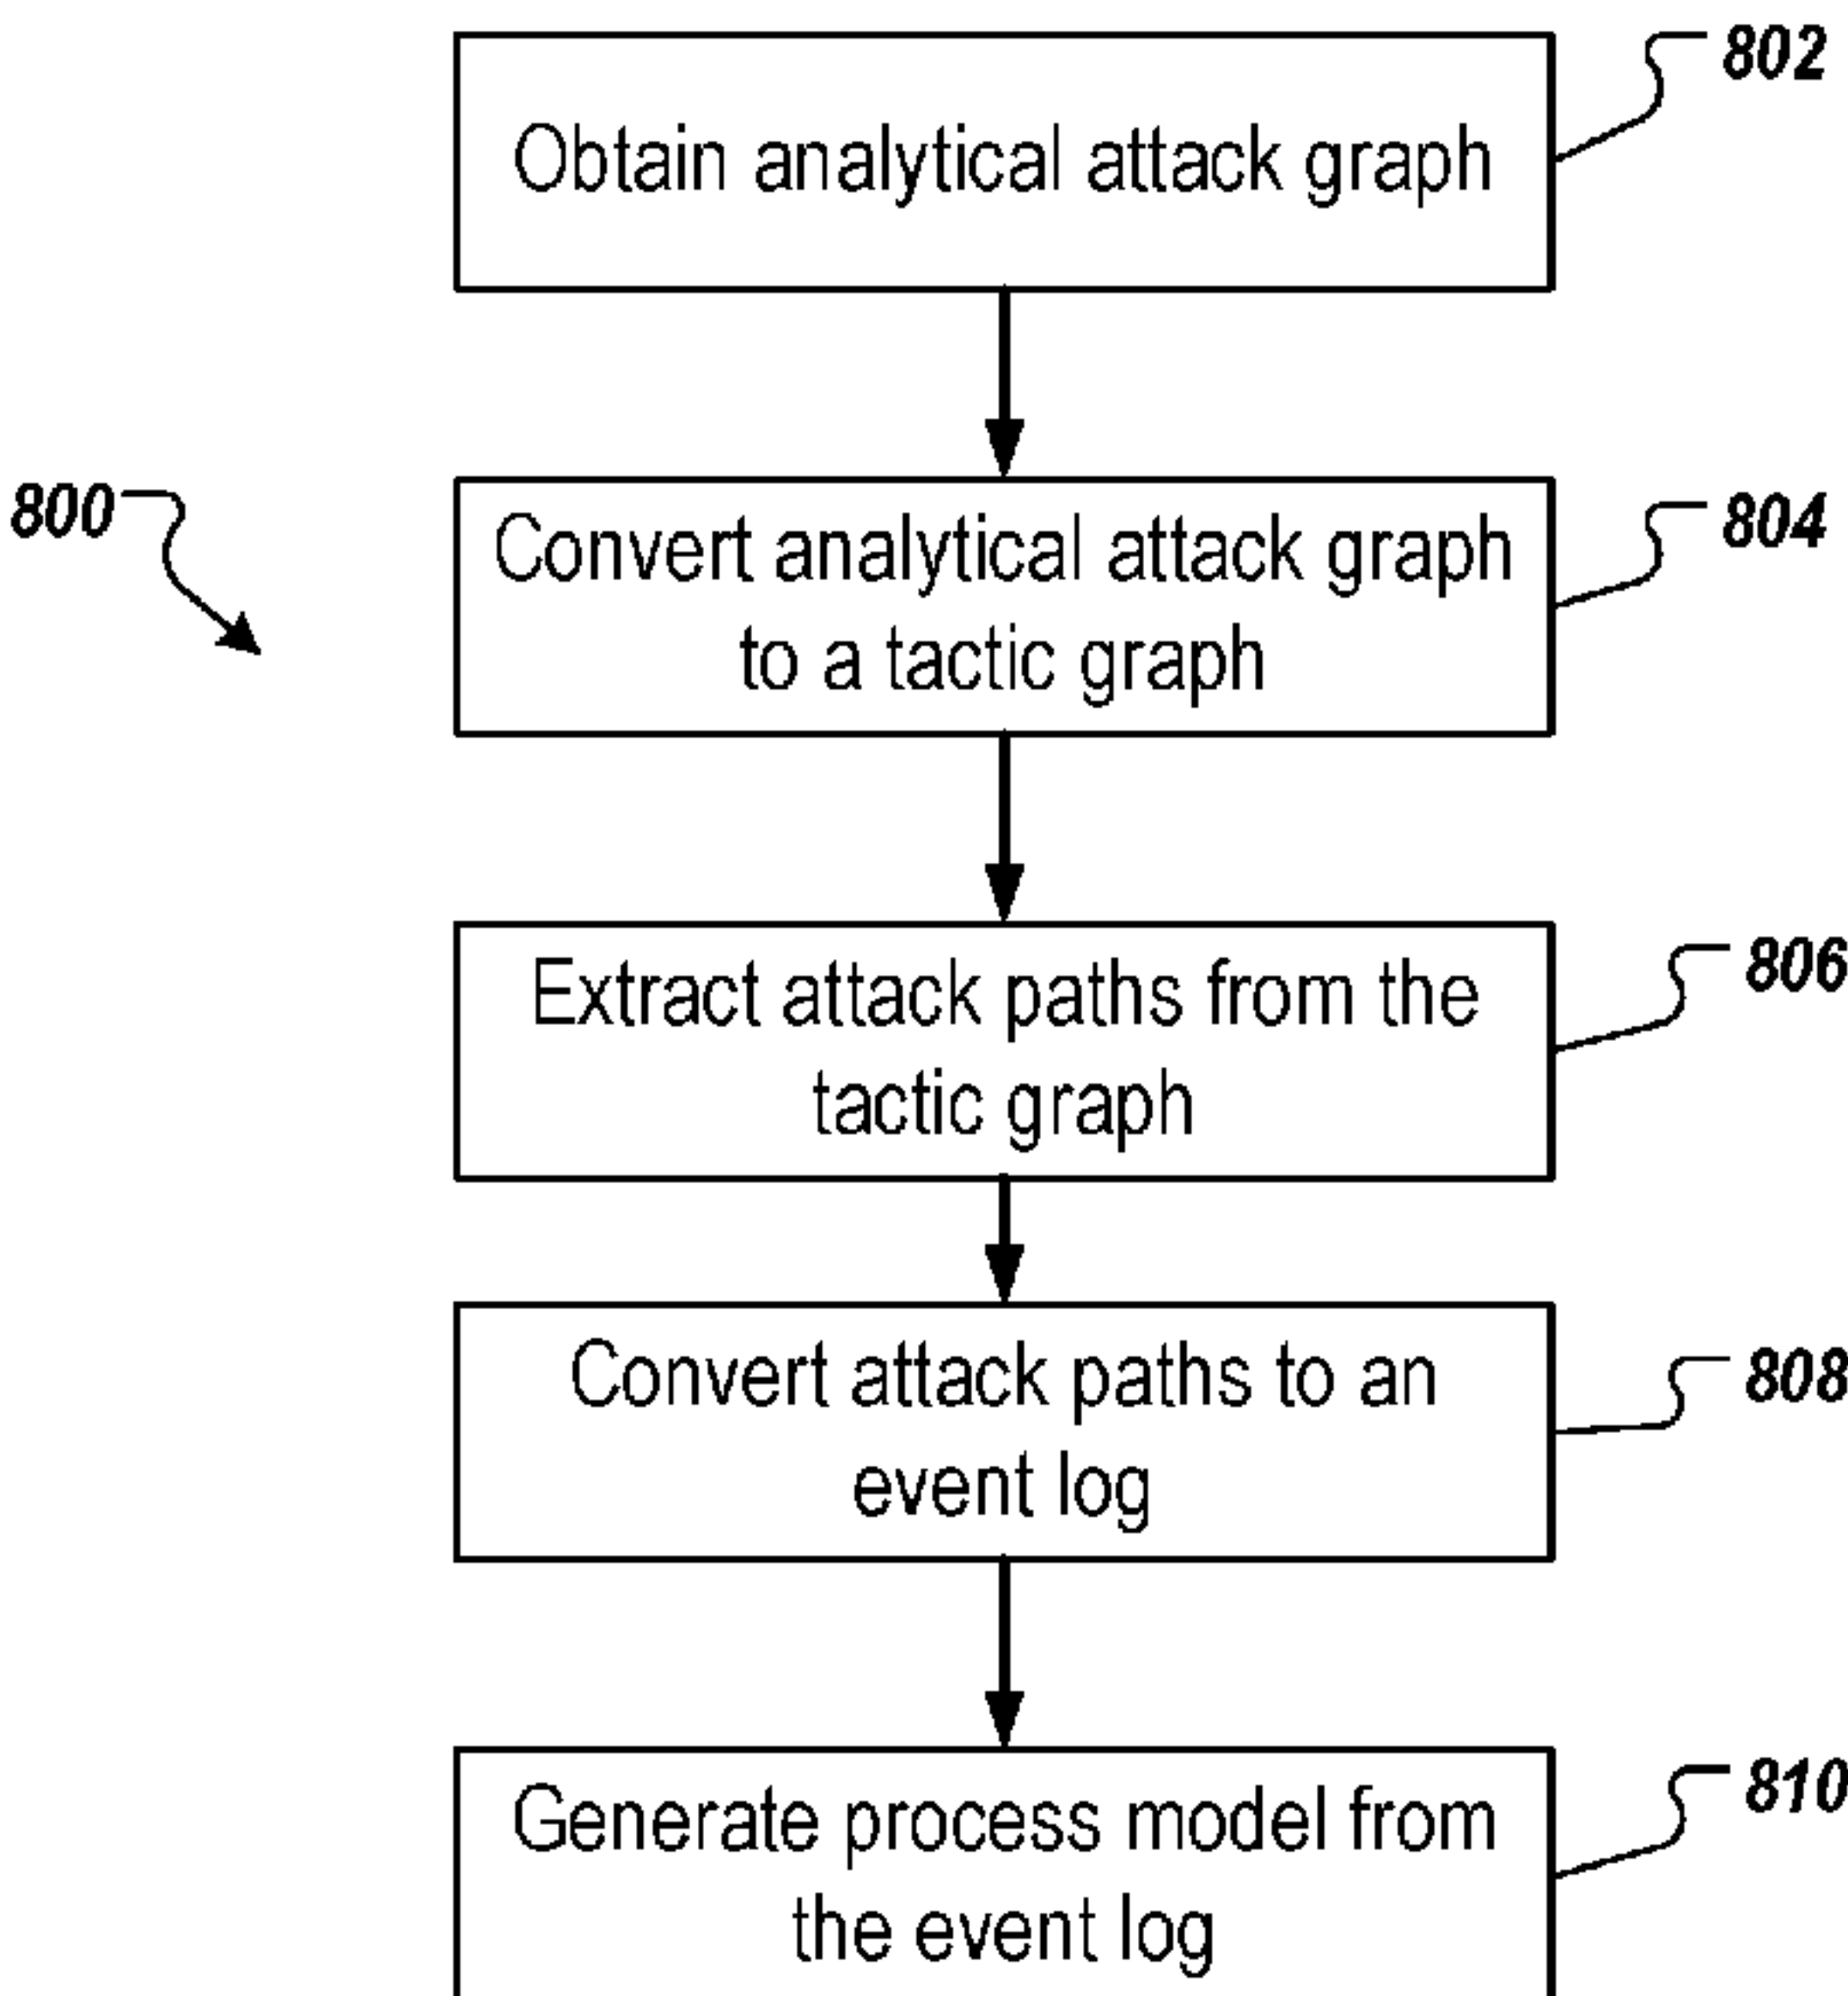 Obtain analytical attack graph
802
800
Convert analytical attack graph
to a tactic graph
804
Extract attack paths from the
tactic graph
806
Convert attack paths to an
event log
808
Generate process model from
the event log
810